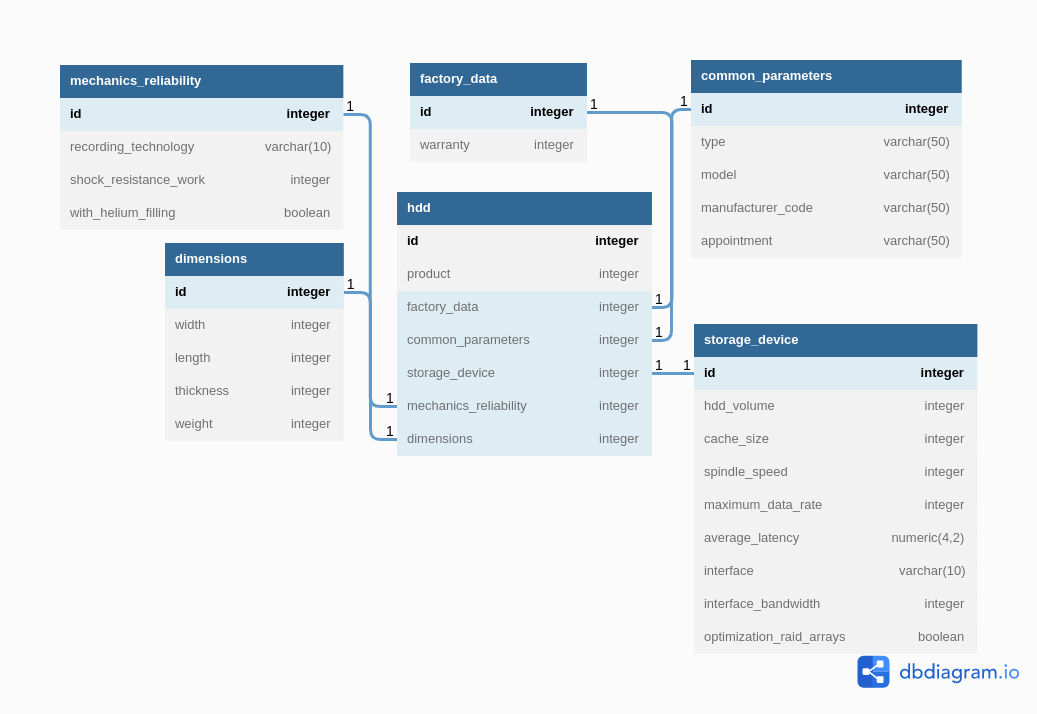 mechanics_reliability
id integer
recording_technology varchar(10)
shock_resistance_work integer
with_helium_filling boolean
factory_data
id integer
warranty integer
common_parameters
id integer
type varchar(50)
model varchar(50)
manufacturer_code varchar(50)
appointment varchar(50)
dimensions
id integer
width integer
length integer
thickness integer
weight integer
hdd
id integer
product integer
factory_data integer
common_parameters integer
storage_device integer
mechanics_reliability integer
dimensions integer
storage_device
id integer
hdd_volume integer
cache_size integer
spindle_speed integer
maximum_data_rate integer
average_latency numeric(4,2)
interface varchar(10)
interface_bandwidth integer
optimization_raid_arrays boolean
1
1
1
1
1
1
1
1
1
1
dbdiagram.io